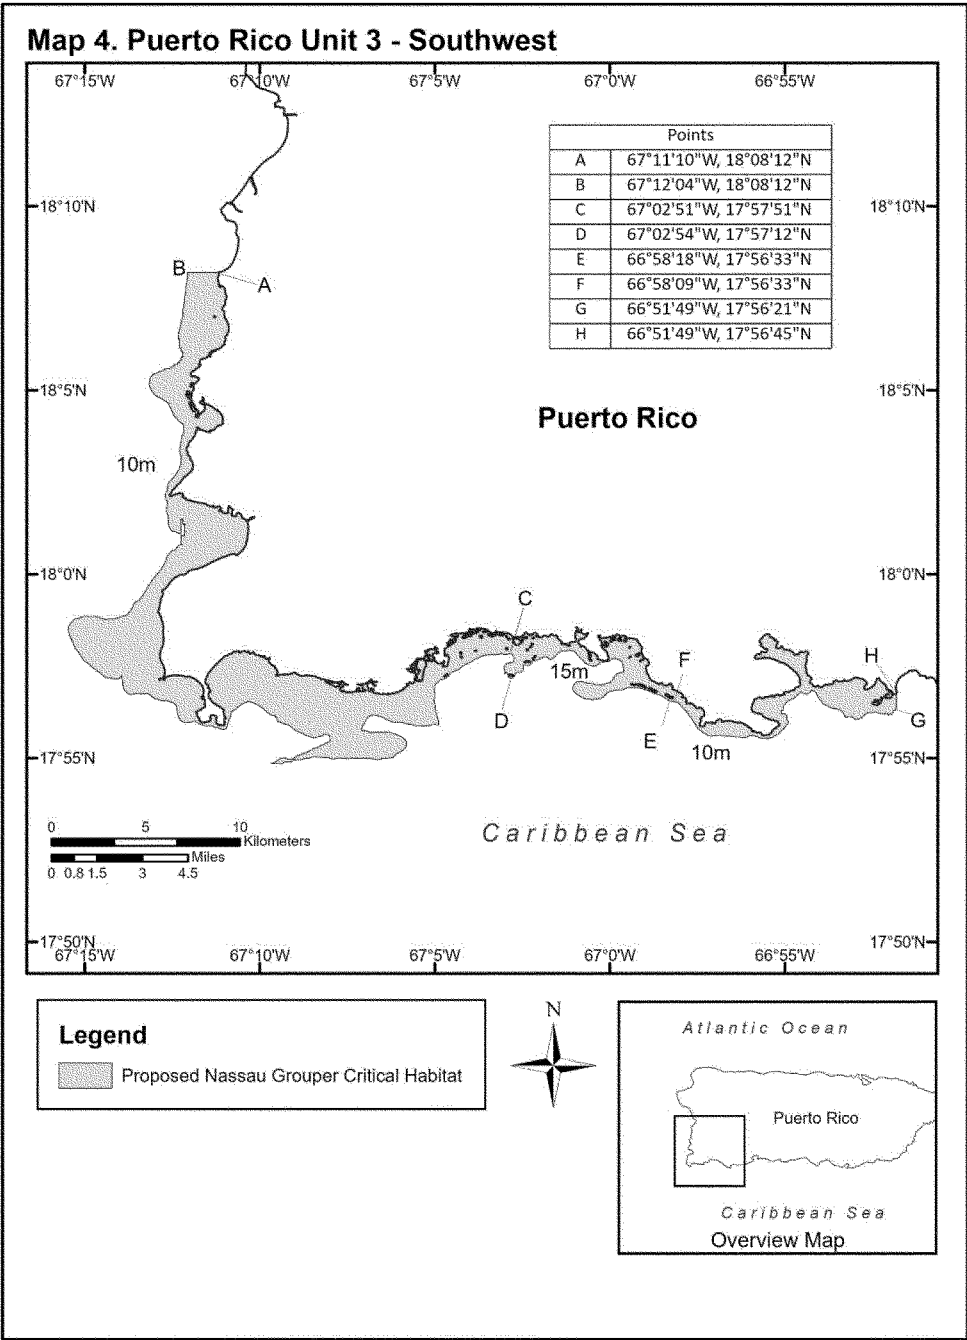 Map 4. Puerto Rico Unit 3 - Southwest
67°15'W 67°10'W 67°5'W 67°0'W 66°55'W
Points
A 67°11'10"W, 18°08'12"N
B 67°12'04"W, 18°08'12"N
C 67°02'51"W, 17°57'51"N
D 67°02'54"W, 17°57'12"N
E 66°58'18"W, 17°56'33"N
F 66°58'09"W, 17°56'33"N
G 66°51'49"W, 17°56'21"N
H 66°51'49"W, 17°56'45"N
18°10'N 18°10'N
B
A
18°5'N 18°5'N
Puerto Rico
10m
18°0'N 18°0'N
C
H
F
15m
D
G
E
10m
17°55'N 17°55'N
Caribbean Sea
0 5 10
Kilometers
Miles
0 0.8 1.5 3 4.5
17°50'N 17°50'N
67°15'W 67°10'W 67°5'W 67°0'W 66°55'W
Legend
Proposed Nassau Grouper Critical Habitat
N
Atlantic Ocean
Puerto Rico
Caribbean Sea
Overview Map